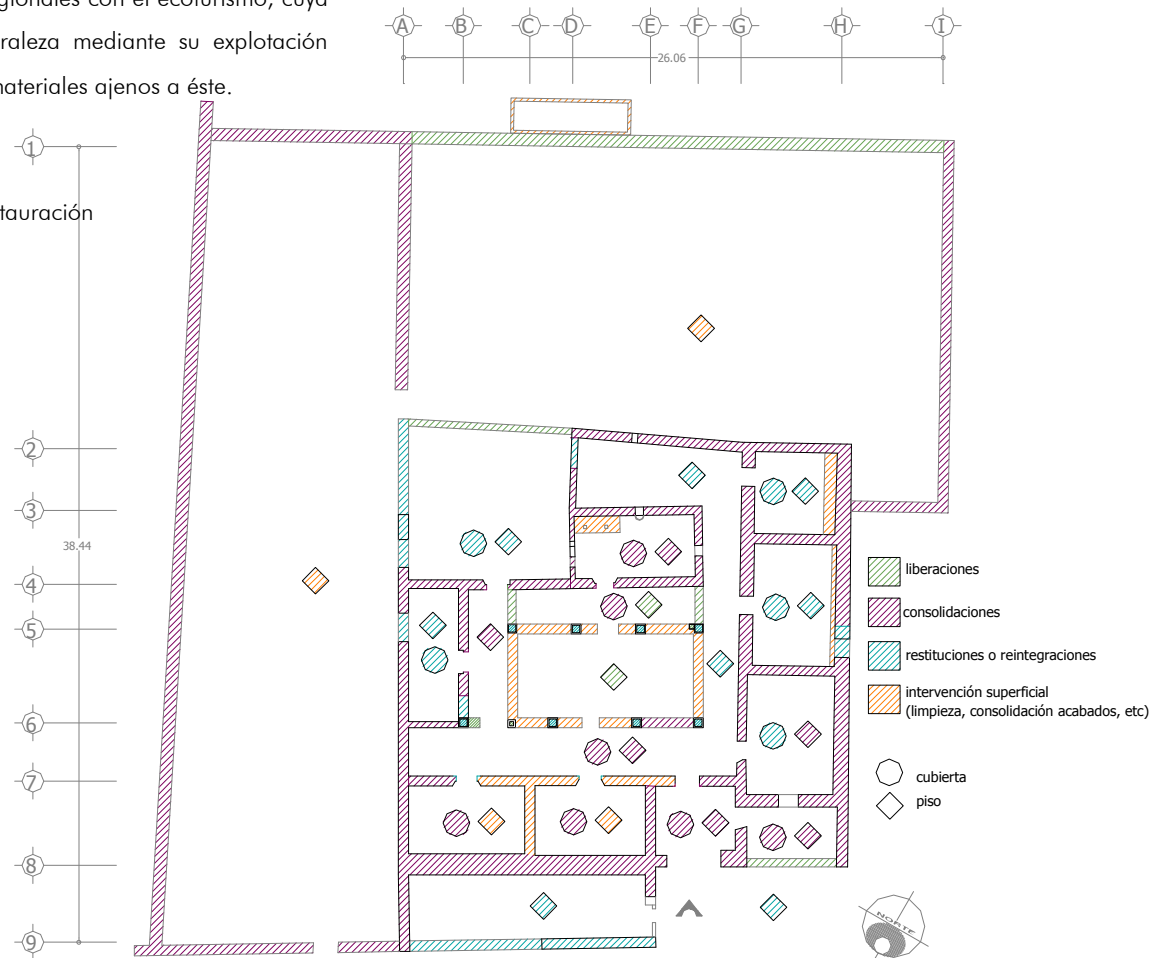 gionales con el ecoturismo, cuya
raleza mediante su explotación
materiales ajenos a éste.
tauración
A B C D E F G H I
26.06
1
2
3
38.44
4
5
6
7
8
9
liberaciones
consolidaciones
restituciones o reintegraciones
intervención superficial
(limpieza, consolidación acabados, etc)
cubierta
piso
NORTE